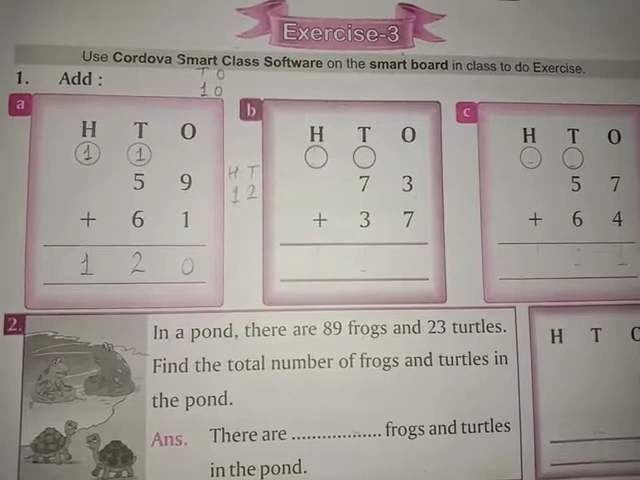 Exercise-3
Use Cordova Smart Class Software on the smart board in class to do Exercise.
1. Add :
T O
1 0
a
H T O
1 1
5 9
+ 6 1
1 2 0
H T
1 2
b
H T O
7 3
+ 3 7
c
H T O
5 7
+ 6 4
2.
In a pond, there are 89 frogs and 23 turtles.
Find the total number of frogs and turtles in
the pond.
Ans. There are .................. frogs and turtles
in the pond.
H T O